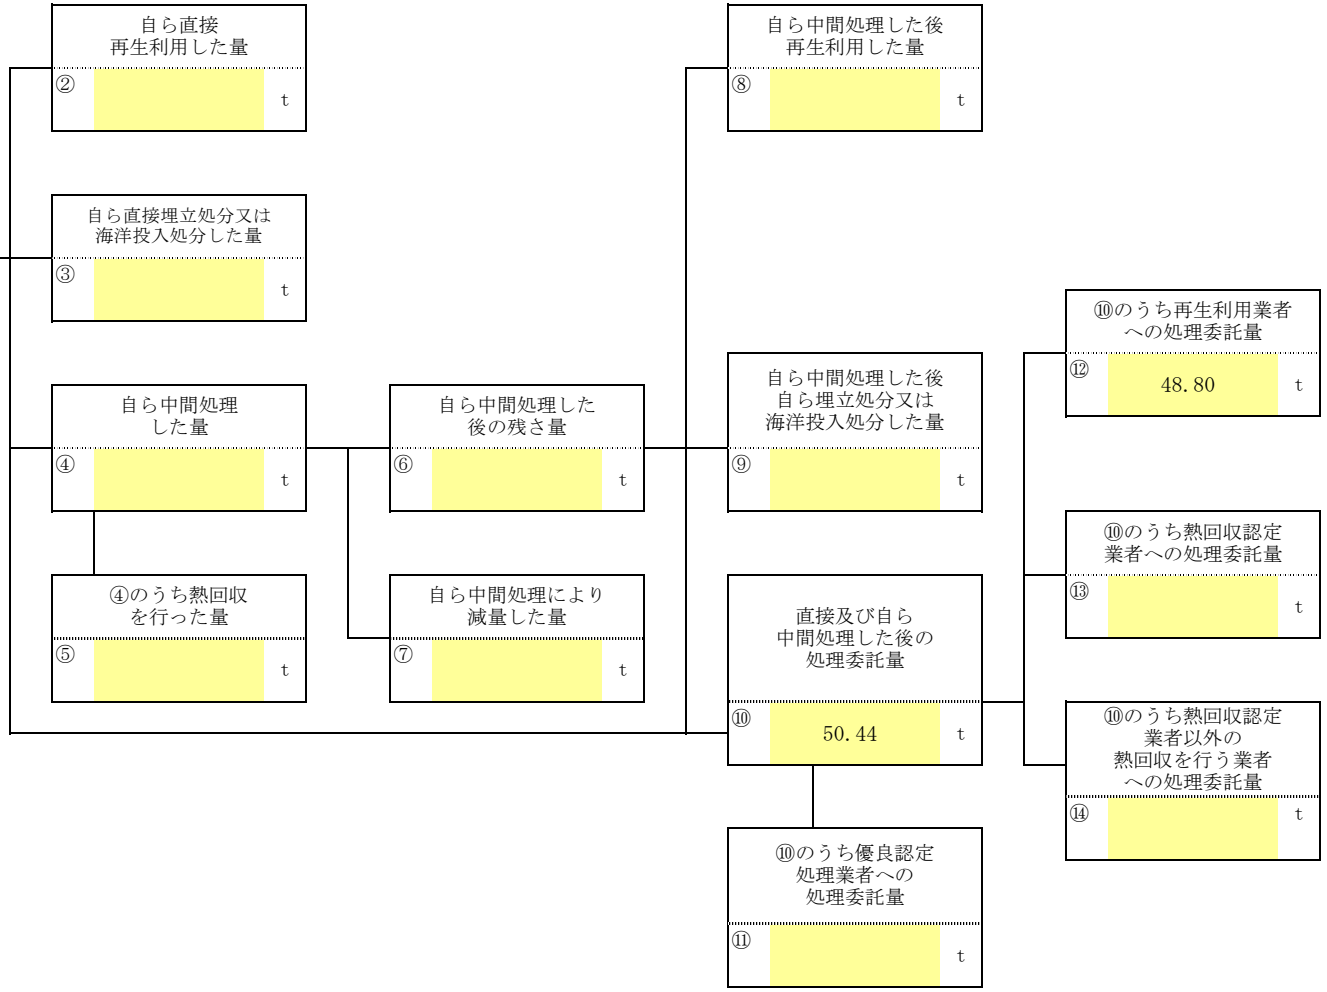 自ら直接
再生利用した量
②
t
自ら中間処理した後
再生利用した量
⑧
t
自ら直接埋立処分又は
海洋投入処分した量
③
t
⑩のうち再生利用業者
への処理委託量
⑫
48.80
t
自ら中間処理
した量
④
t
自ら中間処理した
後の残さ量
⑥
t
自ら中間処理した後
自ら埋立処分又は
海洋投入処分した量
⑨
t
⑩のうち熱回収認定
業者への処理委託量
⑬
t
④のうち熱回収
を行った量
⑤
t
自ら中間処理により
減量した量
⑦
t
直接及び自ら
中間処理した後の
処理委託量
⑩
50.44
t
⑩のうち熱回収認定
業者以外の
熱回収を行う業者
への処理委託量
⑭
t
⑩のうち優良認定
処理業者への
処理委託量
⑪
t